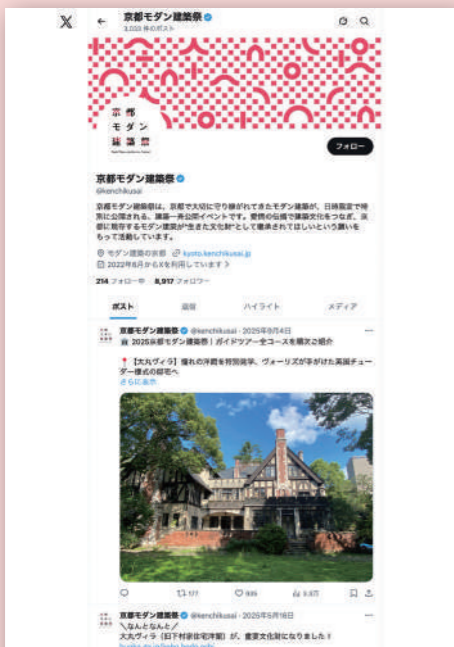 京都モダン建築祭
件のポスト
京都
モダン
建築祭
フォロー
京都モダン建築祭
@kenchikusai
京都モダン建築祭は、京都で大切に守り継がれてきたモダン建築が、日時限定で特
別に公開される、建築一斉公開イベントです。愛情の伝播で建築文化をつなぎ、京
都に現存するモダン建築が“生きた文化財”として継承されてほしいという願いを
もって活動しています。
モダン建築の京都 kyoto.kenchikusai.jp
2022年8月からXを利用しています
214 フォロー中 8,917 フォロワー
ポスト 返信 ハイライト メディア
京都モダン建築祭 @kenchikusai · 2025年9月4日
2025京都モダン建築祭|ガイドツアー全コースを順次ご紹介
【大丸ヴィラ】憧れの洋館を特別見学、ヴォーリズが手がけた英国チュー
ダー様式の邸宅へ
さらに表示
177
京都モダン建築祭 @kenchikusai · 2025年5月16日
＼なんとなんと／
大丸ヴィラ（旧下村家住宅洋館）が、重要文化財になりました！